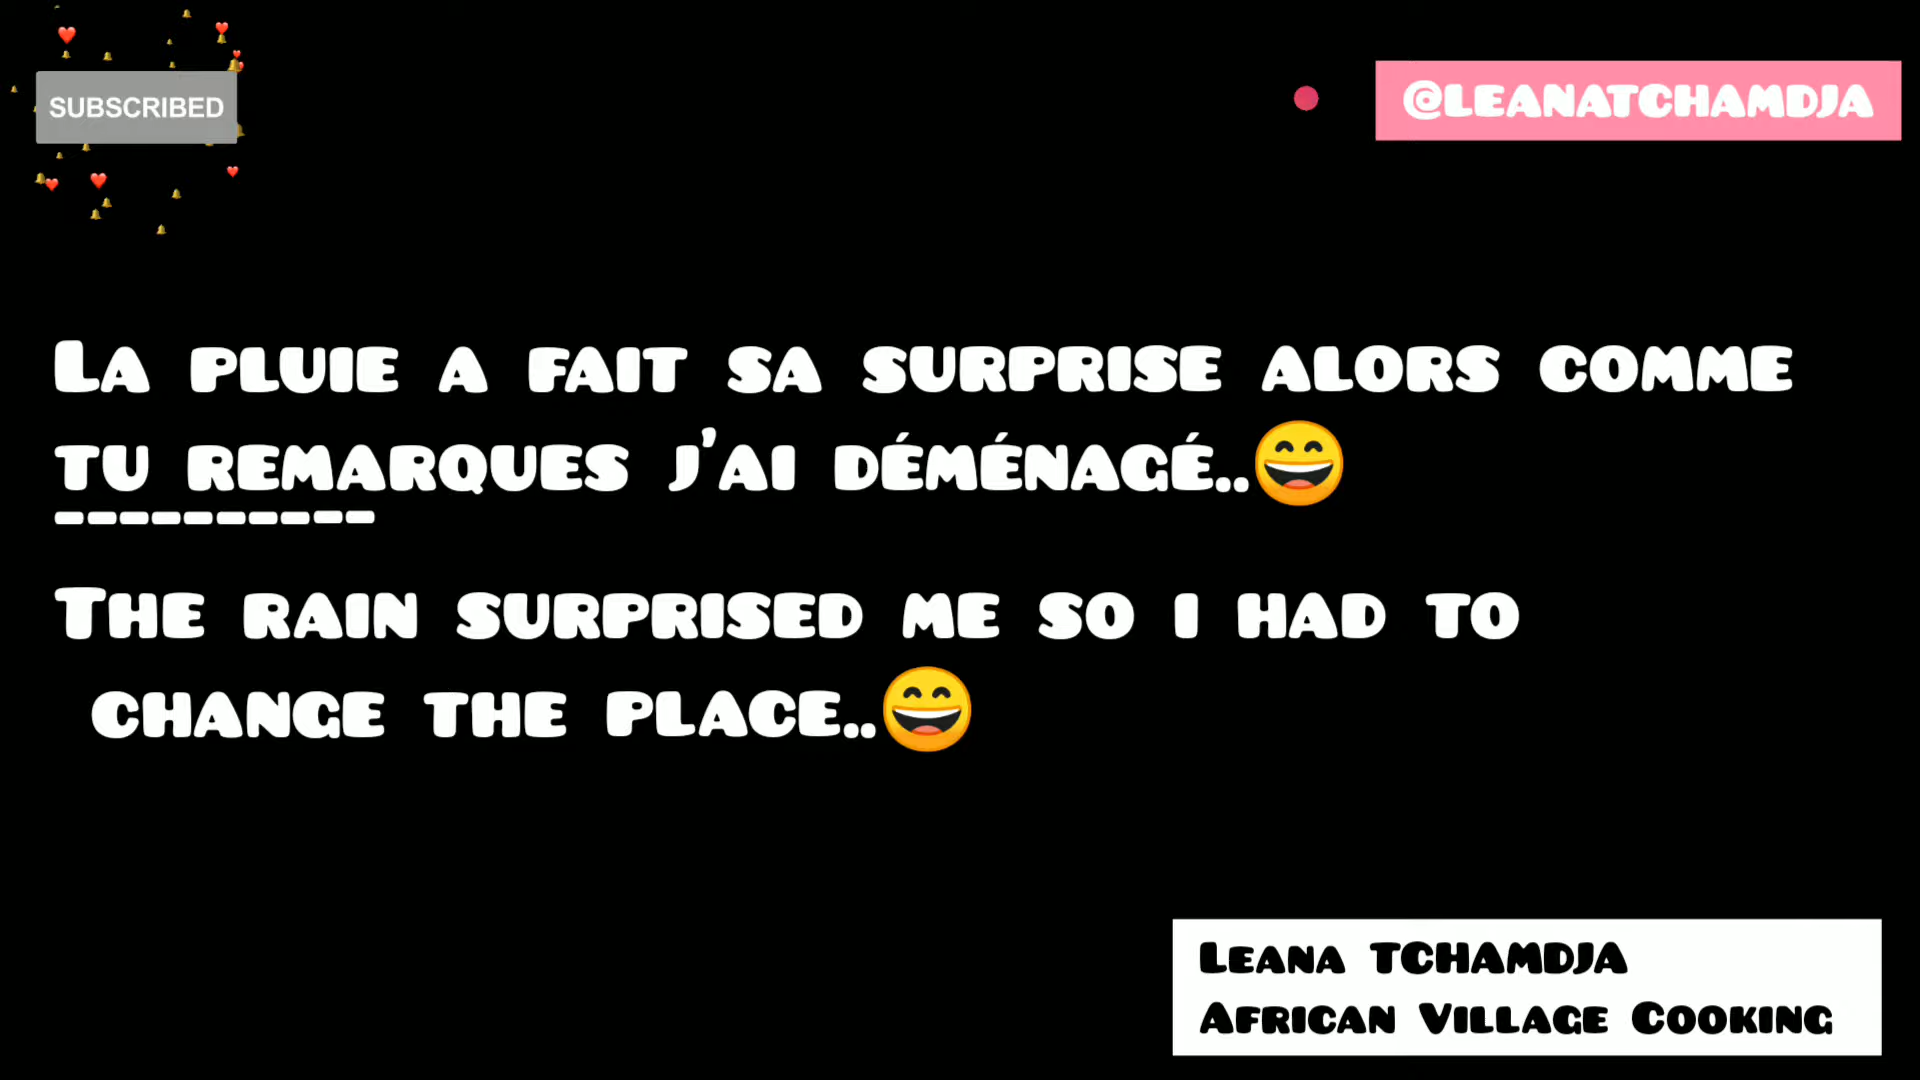 SUBSCRIBED
@LEANATCHAMDJA
La pluie a fait sa surprise alors comme
tu remarques j'ai déménagé..😄
----------
The rain surprised me so i had to
change the place..😄
Leana TCHAMDJA
African Village Cooking